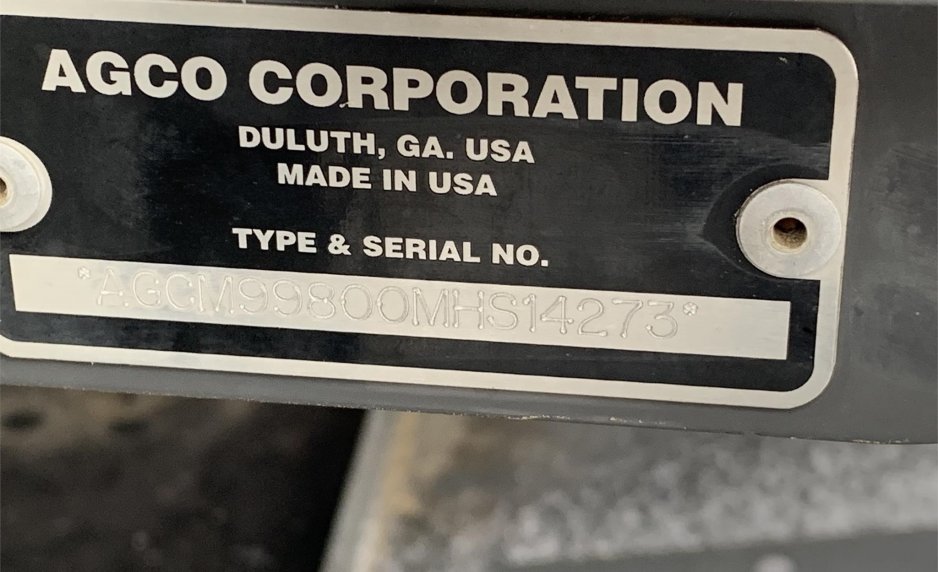 AGCO CORPORATION
DULUTH, GA. USA
MADE IN USA
TYPE & SERIAL NO.
*AGCM99800MHS14273*